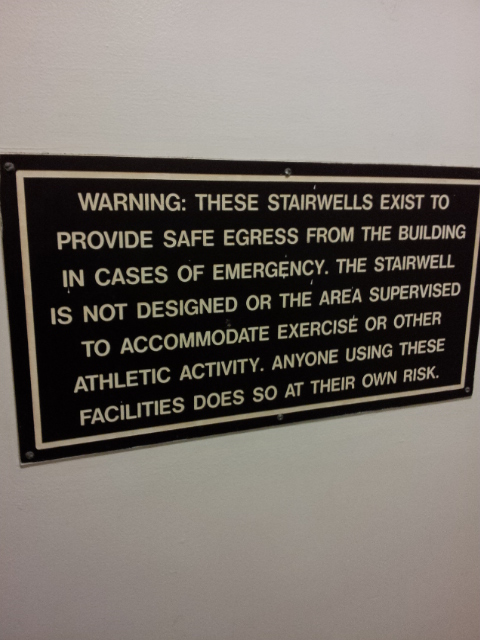 WARNING: THESE STAIRWELLS EXIST TO
PROVIDE SAFE EGRESS FROM THE BUILDING
IN CASES OF EMERGENCY. THE STAIRWELL
IS NOT DESIGNED OR THE AREA SUPERVISED
TO ACCOMMODATE EXERCISE OR OTHER
ATHLETIC ACTIVITY. ANYONE USING THESE
FACILITIES DOES SO AT THEIR OWN RISK.